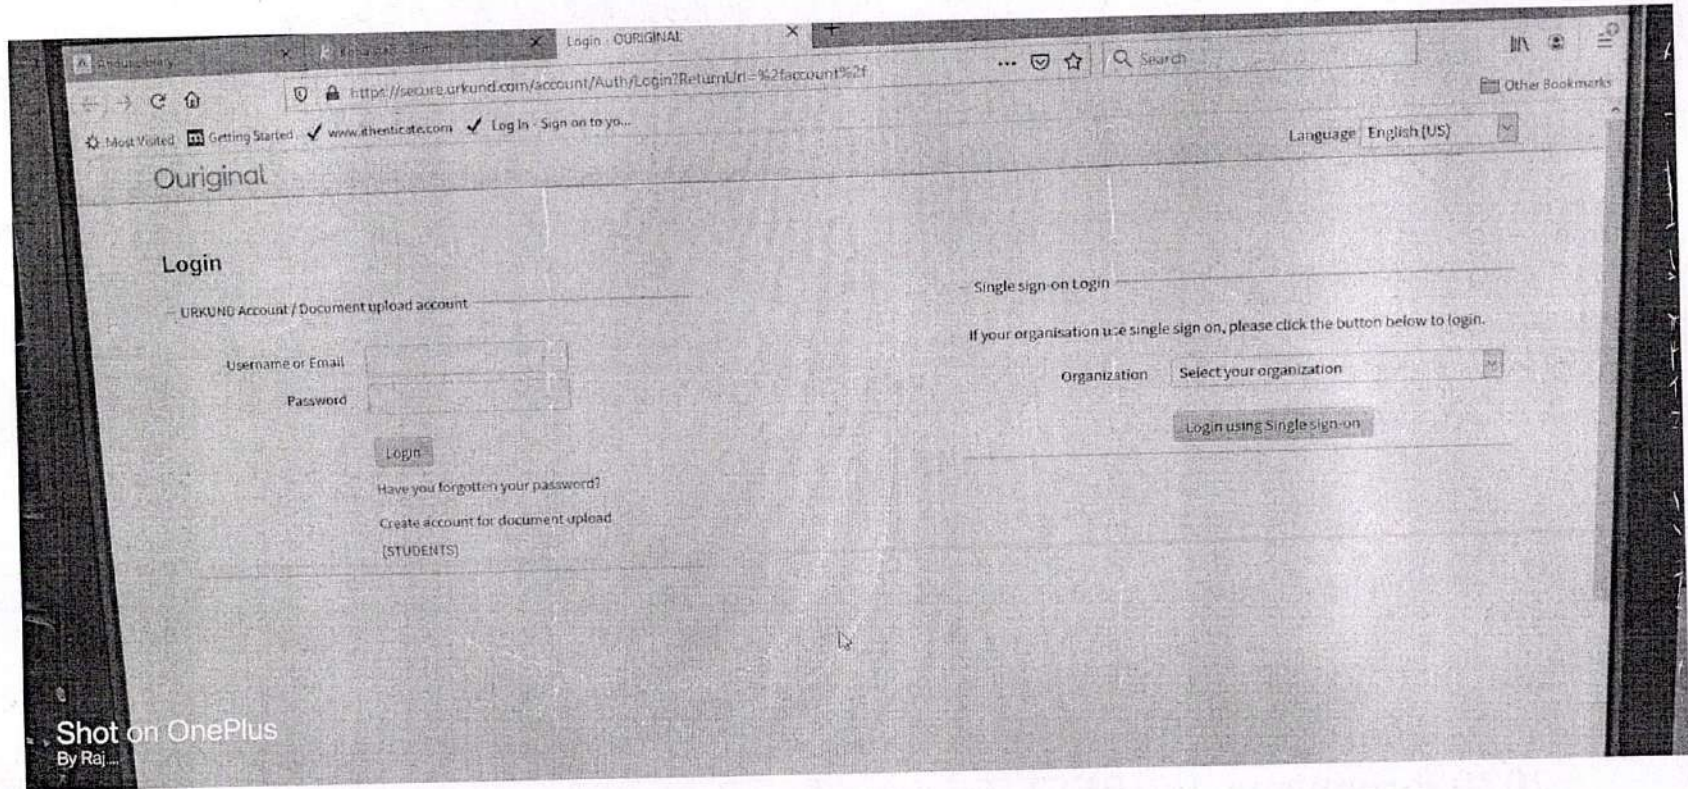 Login - OURIGINAL
https://secure.urkund.com/account/Auth/Login?ReturnUrl=%2faccount%2f
Search
Most Visited Getting Started www.ithenticate.com Log In - Sign on to yo...
Other Bookmarks
Ouriginal
Language English (US)
Login
URKUND Account / Document upload account
Username or Email
Password
Login
Have you forgotten your password?
Create account for document upload
(STUDENTS)
Single sign-on Login
If your organisation use single sign on, please click the button below to login.
Organization Select your organization
Login using Single sign-on
Shot on OnePlus
By Raj...